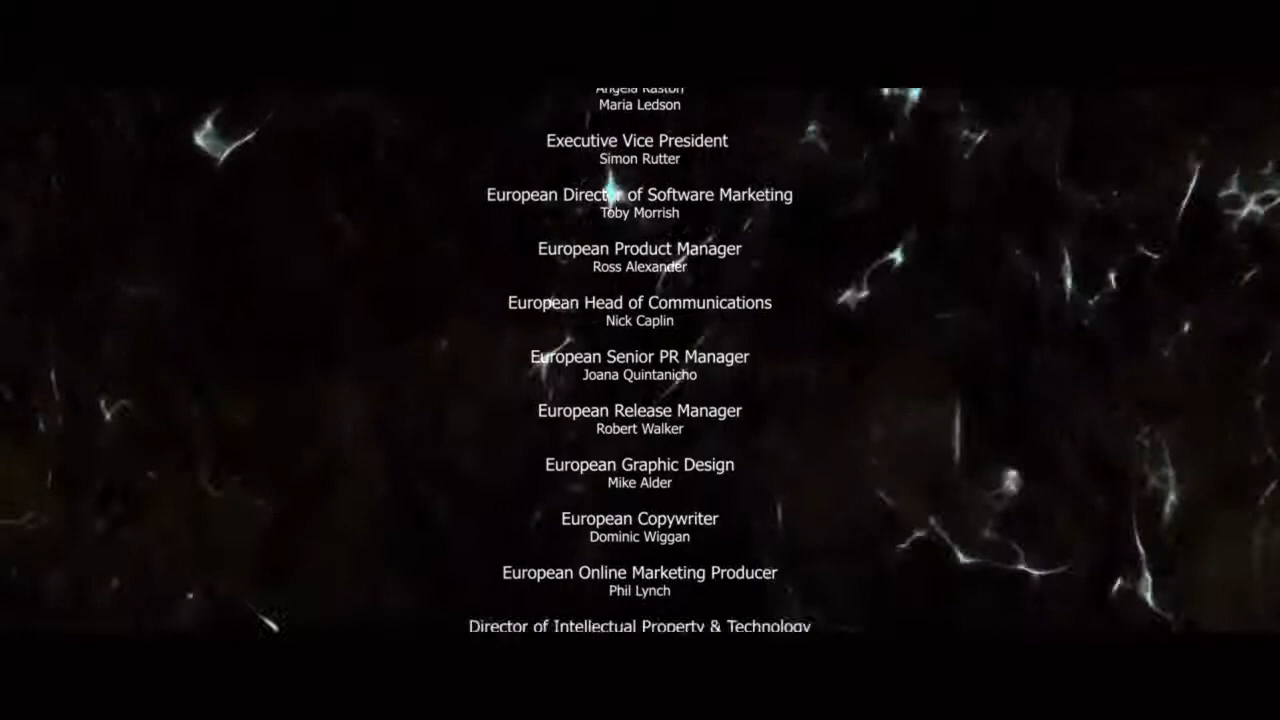 Angela Raston
Maria Ledson
Executive Vice President
Simon Rutter
European Director of Software Marketing
Toby Morrish
European Product Manager
Ross Alexander
European Head of Communications
Nick Caplin
European Senior PR Manager
Joana Quintanicho
European Release Manager
Robert Walker
European Graphic Design
Mike Alder
European Copywriter
Dominic Wiggan
European Online Marketing Producer
Phil Lynch
Director of Intellectual Property & Technology